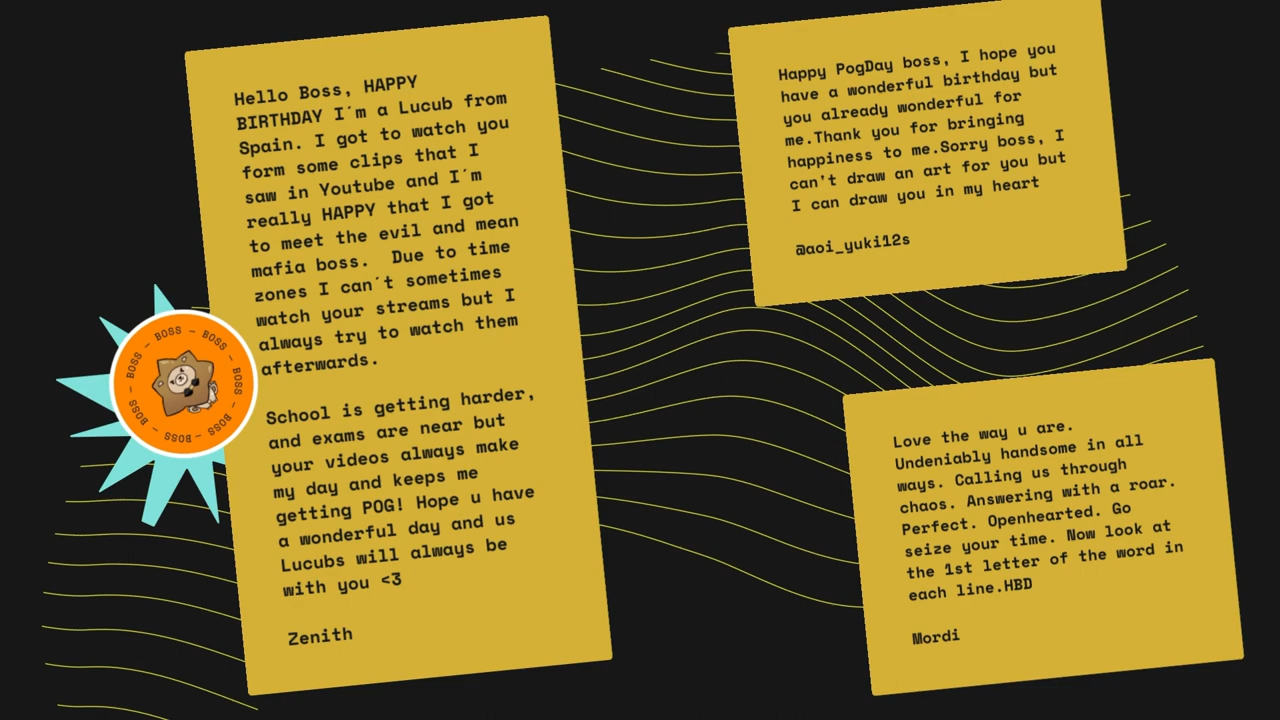 Hello Boss, HAPPY
BIRTHDAY I´m a Lucub from
Spain. I got to watch you
form some clips that I
saw in Youtube and I´m
really HAPPY that I got
to meet the evil and mean
mafia boss.  Due to time
zones I can´t sometimes
watch your streams but I
always try to watch them
afterwards.
School is getting harder,
and exams are near but
your videos always make
my day and keeps me
getting POG! Hope u have
a wonderful day and us
Lucubs will always be
with you <3
Zenith
BOSS – BOSS – BOSS – BOSS – BOSS – BOSS – BOSS – BOSS –
Happy PogDay boss, I hope you
have a wonderful birthday but
you already wonderful for
me.Thank you for bringing
happiness to me.Sorry boss, I
can't draw an art for you but
I can draw you in my heart
@aoi_yuki12s
Love the way u are.
Undeniably handsome in all
ways. Calling us through
chaos. Answering with a roar.
Perfect. Openhearted. Go
seize your time. Now look at
the 1st letter of the word in
each line.HBD
Mordi